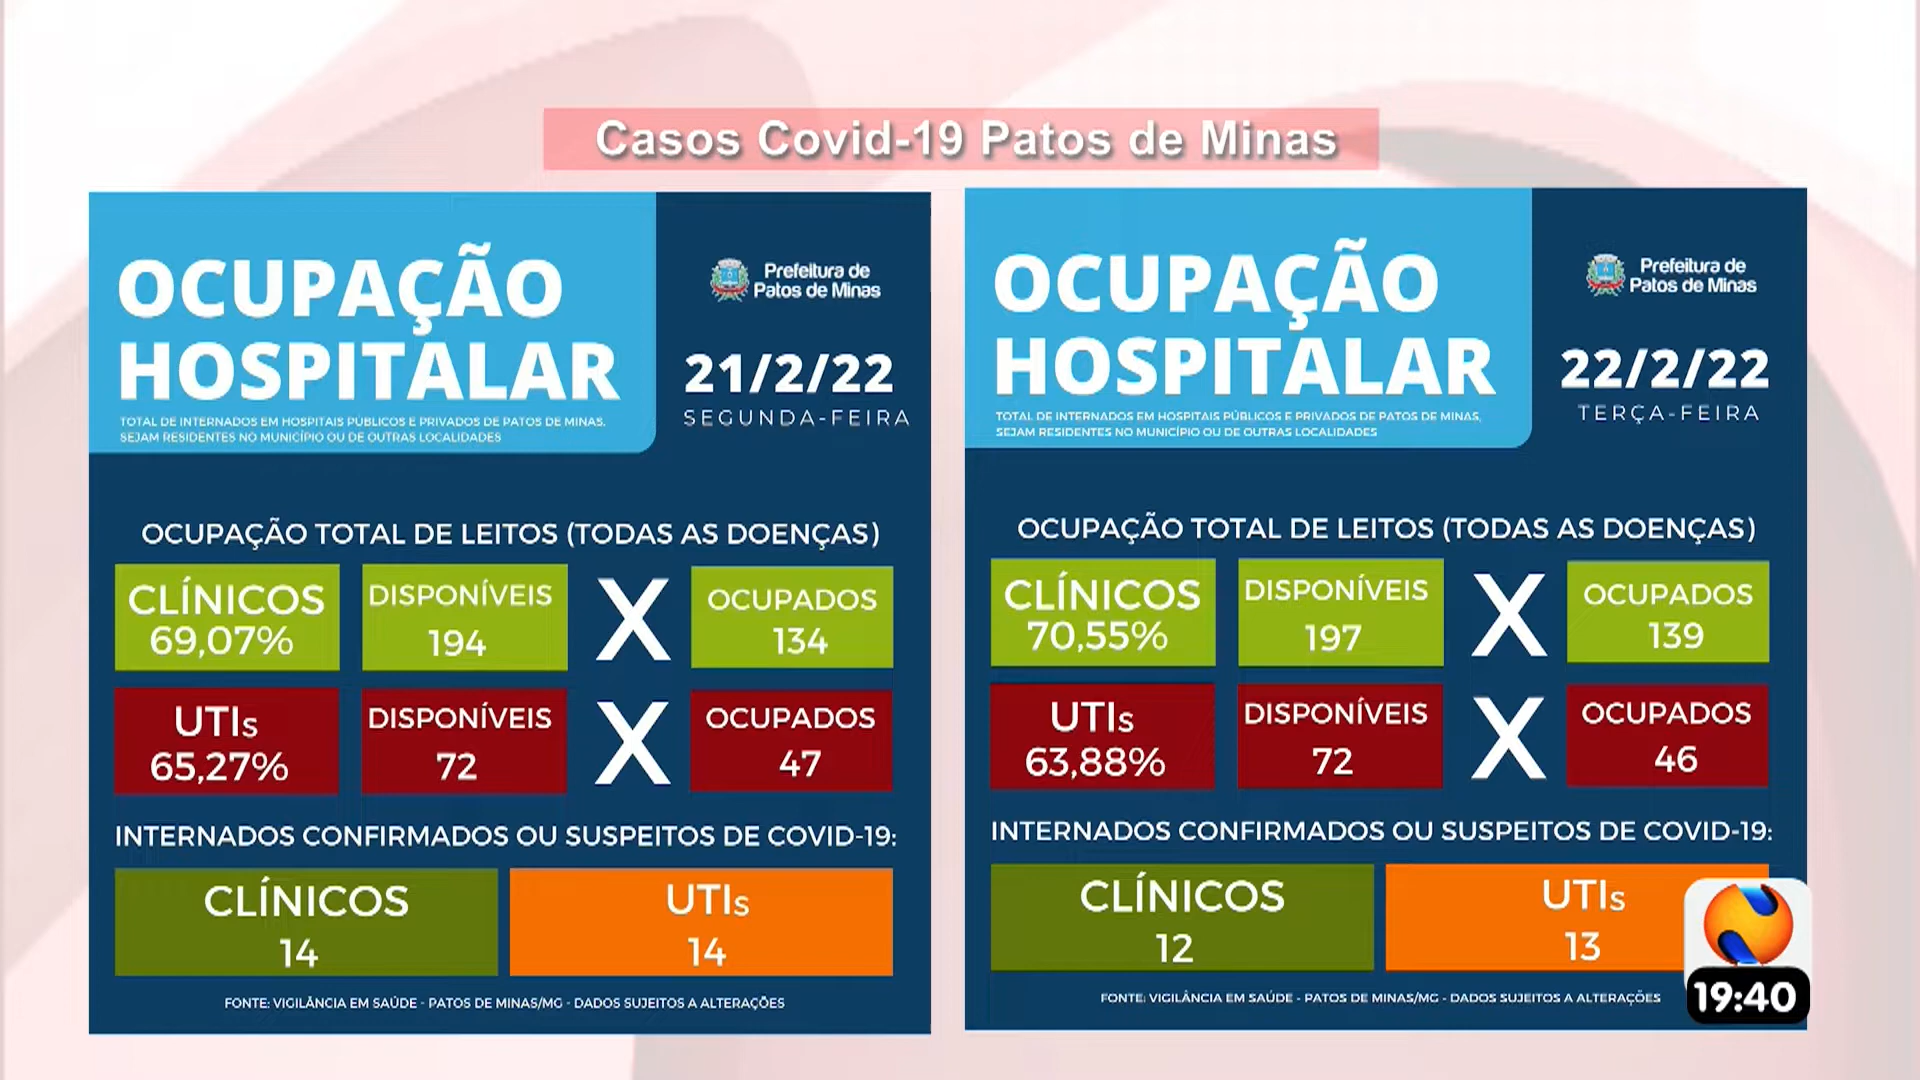 Casos Covid-19 Patos de Minas
OCUPAÇÃO
HOSPITALAR
TOTAL DE INTERNADOS EM HOSPITAIS PÚBLICOS E PRIVADOS DE PATOS DE MINAS,
SEJAM RESIDENTES NO MUNICÍPIO OU DE OUTRAS LOCALIDADES
Prefeitura de
Patos de Minas
21/2/22
SEGUNDA-FEIRA
OCUPAÇÃO TOTAL DE LEITOS (TODAS AS DOENÇAS)
CLÍNICOS
69,07%
DISPONÍVEIS
194
X
OCUPADOS
134
UTIs
65,27%
DISPONÍVEIS
72
X
OCUPADOS
47
INTERNADOS CONFIRMADOS OU SUSPEITOS DE COVID-19:
CLÍNICOS
14
UTIs
14
FONTE: VIGILÂNCIA EM SAÚDE - PATOS DE MINAS/MG - DADOS SUJEITOS A ALTERAÇÕES
OCUPAÇÃO
HOSPITALAR
TOTAL DE INTERNADOS EM HOSPITAIS PÚBLICOS E PRIVADOS DE PATOS DE MINAS,
SEJAM RESIDENTES NO MUNICÍPIO OU DE OUTRAS LOCALIDADES
Prefeitura de
Patos de Minas
22/2/22
TERÇA-FEIRA
OCUPAÇÃO TOTAL DE LEITOS (TODAS AS DOENÇAS)
CLÍNICOS
70,55%
DISPONÍVEIS
197
X
OCUPADOS
139
UTIs
63,88%
DISPONÍVEIS
72
X
OCUPADOS
46
INTERNADOS CONFIRMADOS OU SUSPEITOS DE COVID-19:
CLÍNICOS
12
UTIs
13
FONTE: VIGILÂNCIA EM SAÚDE - PATOS DE MINAS/MG - DADOS SUJEITOS A ALTERAÇÕES
19:40